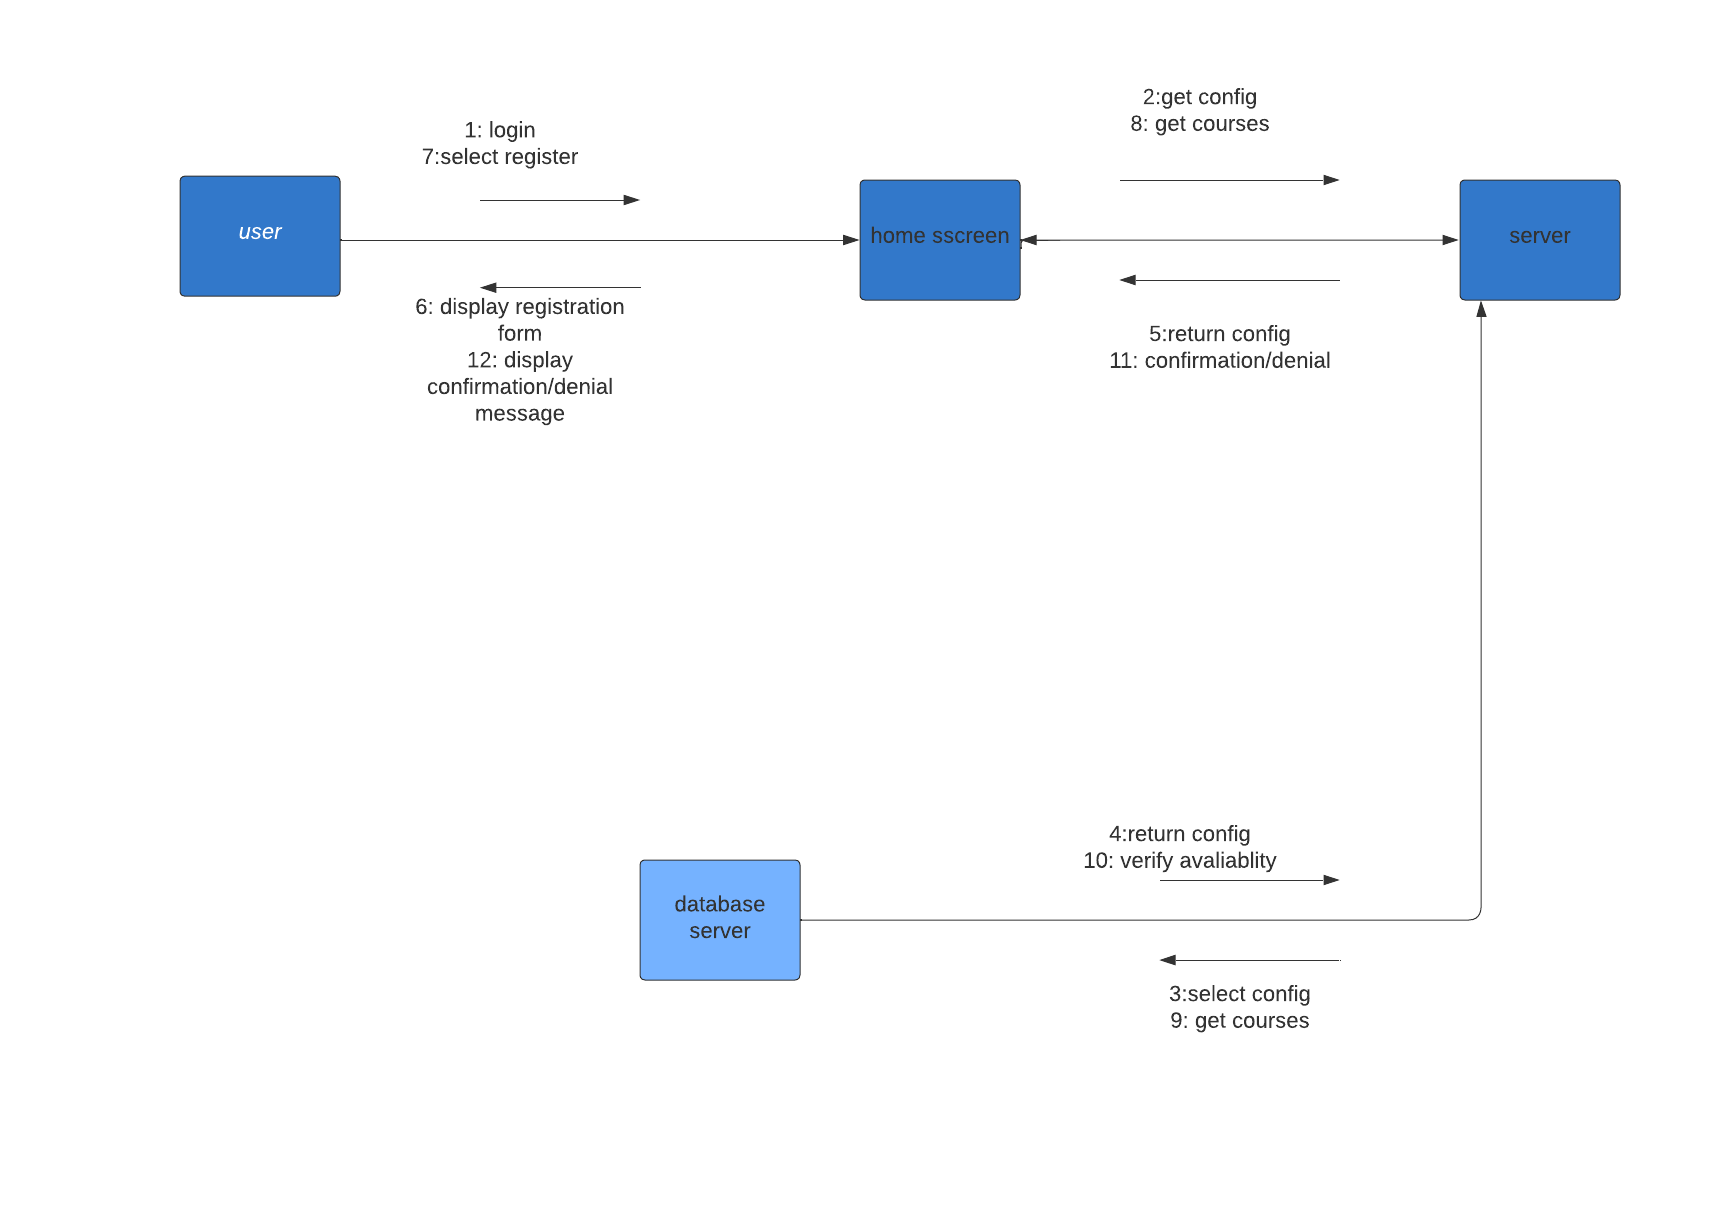 2:get config
8: get courses
1: login
7:select register
user
home sscreen
server
6: display registration
form
12: display
confirmation/denial
message
5:return config
11: confirmation/denial
4:return config
10: verify avaliablity
database
server
3:select config
9: get courses